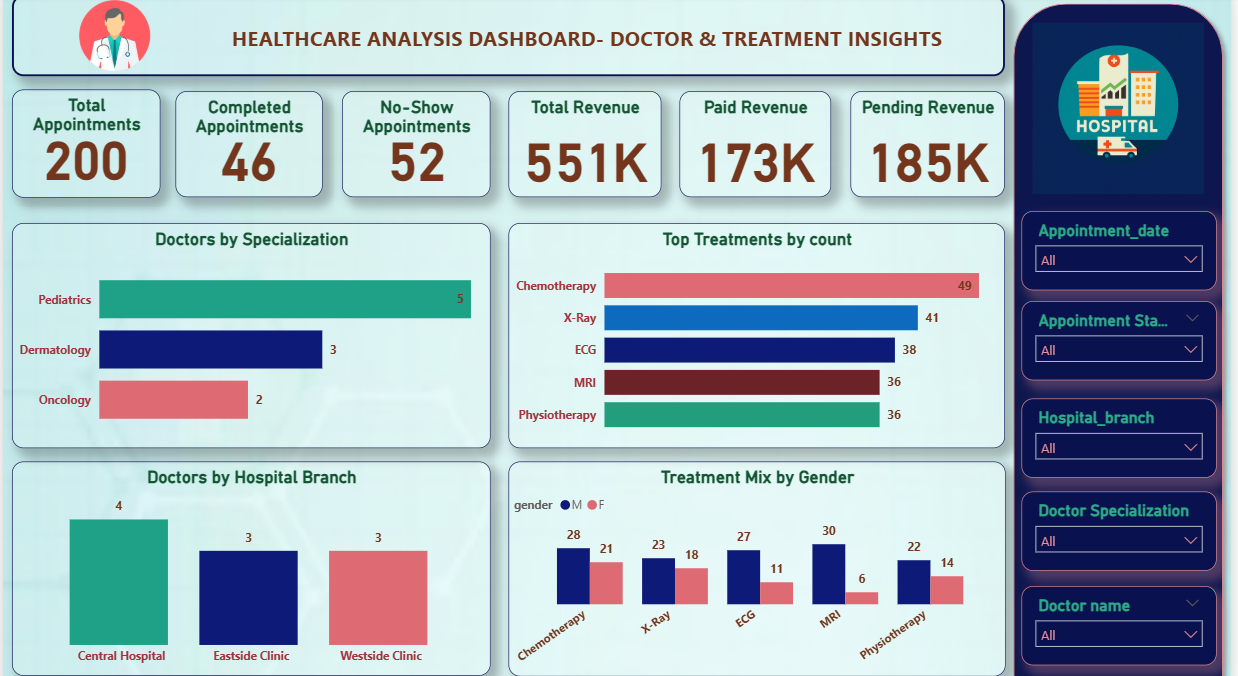 HEALTHCARE ANALYSIS DASHBOARD- DOCTOR & TREATMENT INSIGHTS
Total
Appointments
200
Completed
Appointments
46
No-Show
Appointments
52
Total Revenue
551K
Paid Revenue
173K
Pending Revenue
185K
Doctors by Specialization
Pediatrics 5
Dermatology 3
Oncology 2
Top Treatments by count
Chemotherapy 49
X-Ray 41
ECG 38
MRI 36
Physiotherapy 36
Doctors by Hospital Branch
4 3 3
Central Hospital Eastside Clinic Westside Clinic
Treatment Mix by Gender
gender M F
28 21 23 18 27 11 30 6 22 14
Chemotherapy X-Ray ECG MRI Physiotherapy
HOSPITAL
Appointment_date
All
Appointment Sta...
All
Hospital_branch
All
Doctor Specialization
All
Doctor name
All